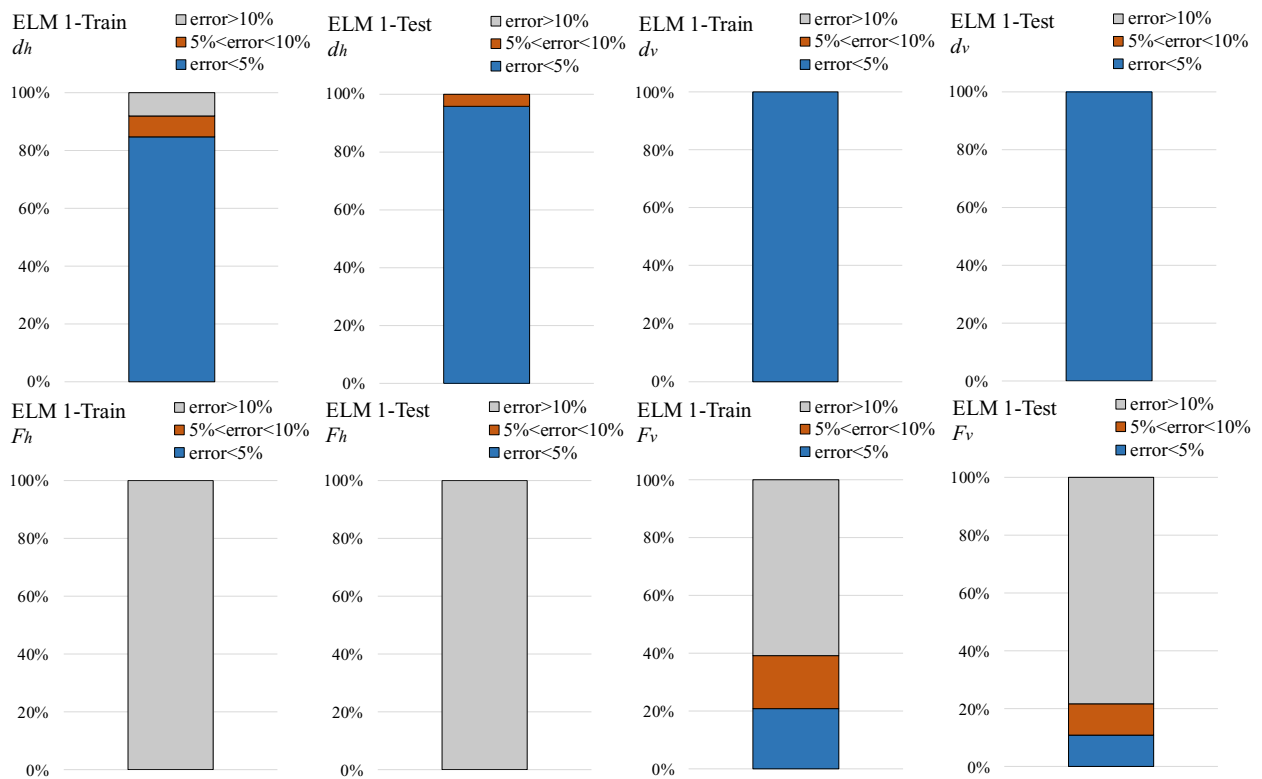 ELM 1-Train
dh
error>10%
5%<error<10%
error<5%
100%
80%
60%
40%
20%
0%
ELM 1-Test
dh
error>10%
5%<error<10%
error<5%
100%
80%
60%
40%
20%
0%
ELM 1-Train
dv
error>10%
5%<error<10%
error<5%
100%
80%
60%
40%
20%
0%
ELM 1-Test
dv
error>10%
5%<error<10%
error<5%
100%
80%
60%
40%
20%
0%
ELM 1-Train
Fh
error>10%
5%<error<10%
error<5%
100%
80%
60%
40%
20%
0%
ELM 1-Test
Fh
error>10%
5%<error<10%
error<5%
100%
80%
60%
40%
20%
0%
ELM 1-Train
Fv
error>10%
5%<error<10%
error<5%
100%
80%
60%
40%
20%
0%
ELM 1-Test
Fv
error>10%
5%<error<10%
error<5%
100%
80%
60%
40%
20%
0%